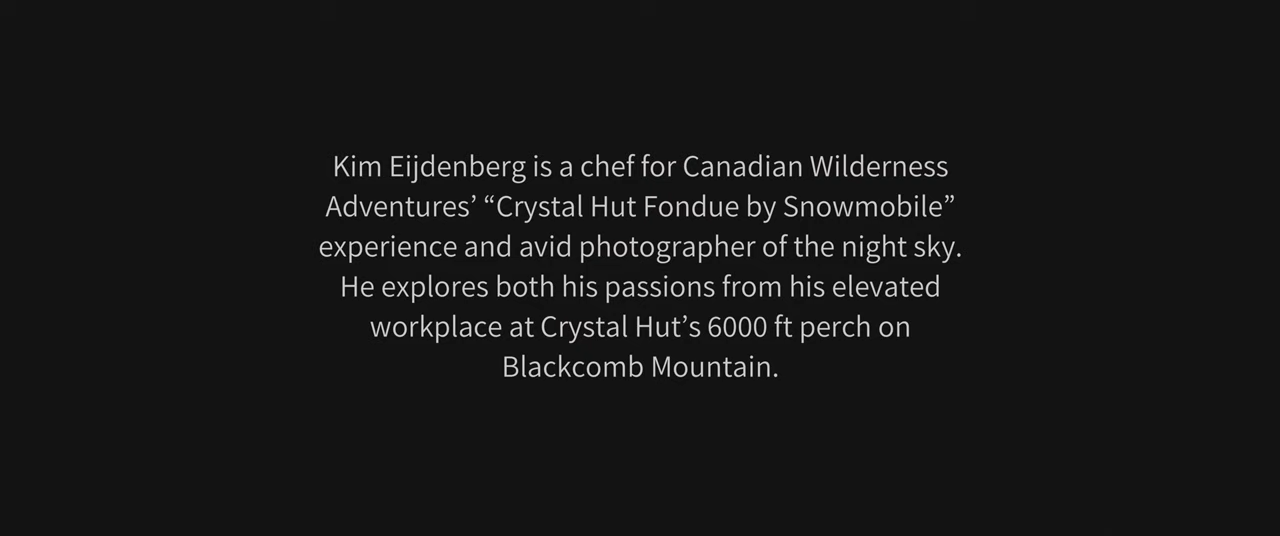 Kim Eijdenberg is a chef for Canadian Wilderness
Adventures’ “Crystal Hut Fondue by Snowmobile”
experience and avid photographer of the night sky.
He explores both his passions from his elevated
workplace at Crystal Hut’s 6000 ft perch on
Blackcomb Mountain.